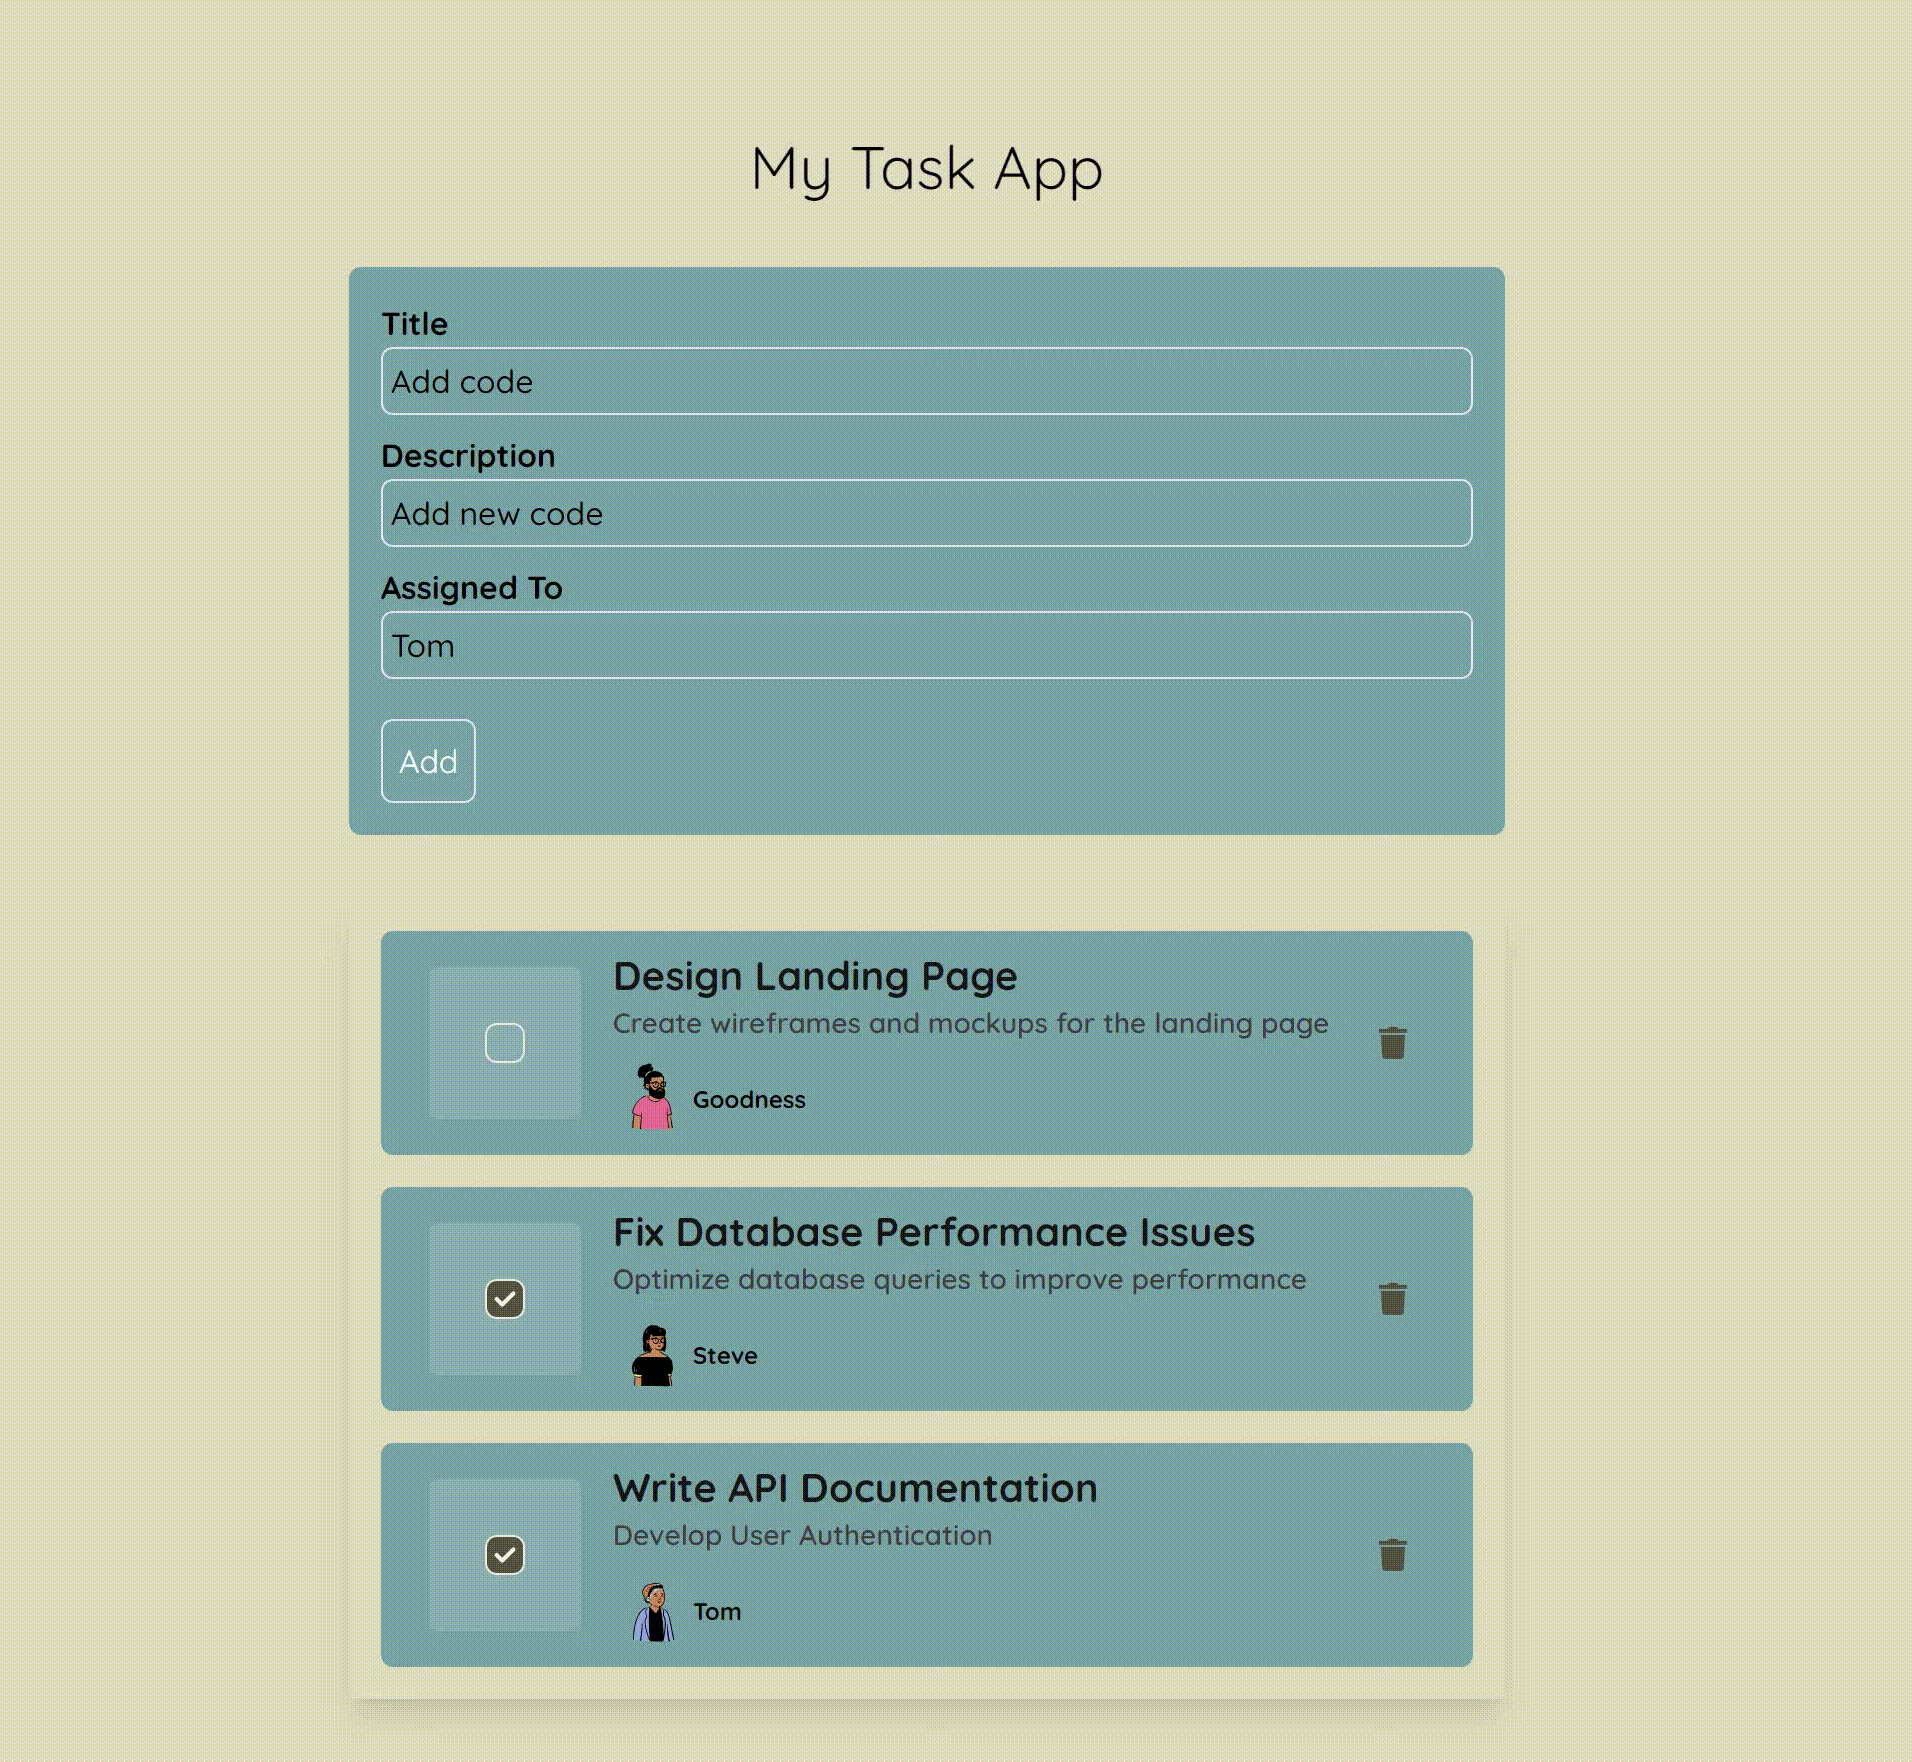 My Task App
Title
Add code
Description
Add new code
Assigned To
Tom
Add
Design Landing Page
Create wireframes and mockups for the landing page
Goodness
Fix Database Performance Issues
Optimize database queries to improve performance
Steve
Write API Documentation
Develop User Authentication
Tom